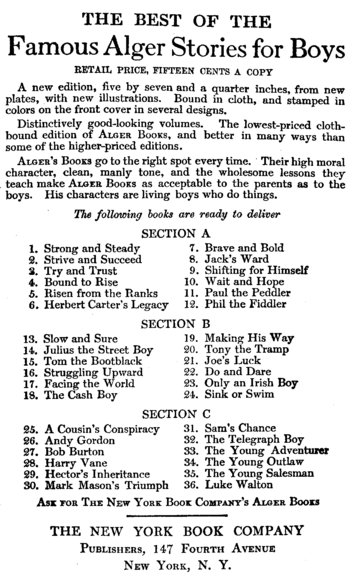 THE BEST OF THE
Famous Alger Stories for Boys
RETAIL PRICE, FIFTEEN CENTS A COPY
A new edition, five by seven and a quarter inches, from new
plates, with new illustrations. Bound in cloth, and stamped in
colors on the front cover in several designs.
Distinctively good-looking volumes. The lowest-priced cloth-
bound edition of ALGER BOOKS, and better in many ways than
some of the higher-priced editions.
ALGER'S BOOKS go to the right spot every time. Their high moral
character, clean, manly tone, and the wholesome lessons they
teach make ALGER BOOKS as acceptable to the parents as to the
boys. His characters are living boys who do things.
The following books are ready to deliver
SECTION A
1. Strong and Steady
2. Strive and Succeed
3. Try and Trust
4. Bound to Rise
5. Risen from the Ranks
6. Herbert Carter's Legacy
7. Brave and Bold
8. Jack's Ward
9. Shifting for Himself
10. Wait and Hope
11. Paul the Peddler
12. Phil the Fiddler
SECTION B
13. Slow and Sure
14. Julius the Street Boy
15. Tom the Bootblack
16. Struggling Upward
17. Facing the World
18. The Cash Boy
19. Making His Way
20. Tony the Tramp
21. Joe's Luck
22. Do and Dare
23. Only an Irish Boy
24. Sink or Swim
SECTION C
25. A Cousin's Conspiracy
26. Andy Gordon
27. Bob Burton
28. Harry Vane
29. Hector's Inheritance
30. Mark Mason's Triumph
31. Sam's Chance
32. The Telegraph Boy
33. The Young Adventurer
34. The Young Outlaw
35. The Young Salesman
36. Luke Walton
ASK FOR THE NEW YORK BOOK COMPANY'S ALGER BOOKS
THE NEW YORK BOOK COMPANY
PUBLISHERS, 147 FOURTH AVENUE
NEW YORK, N. Y.